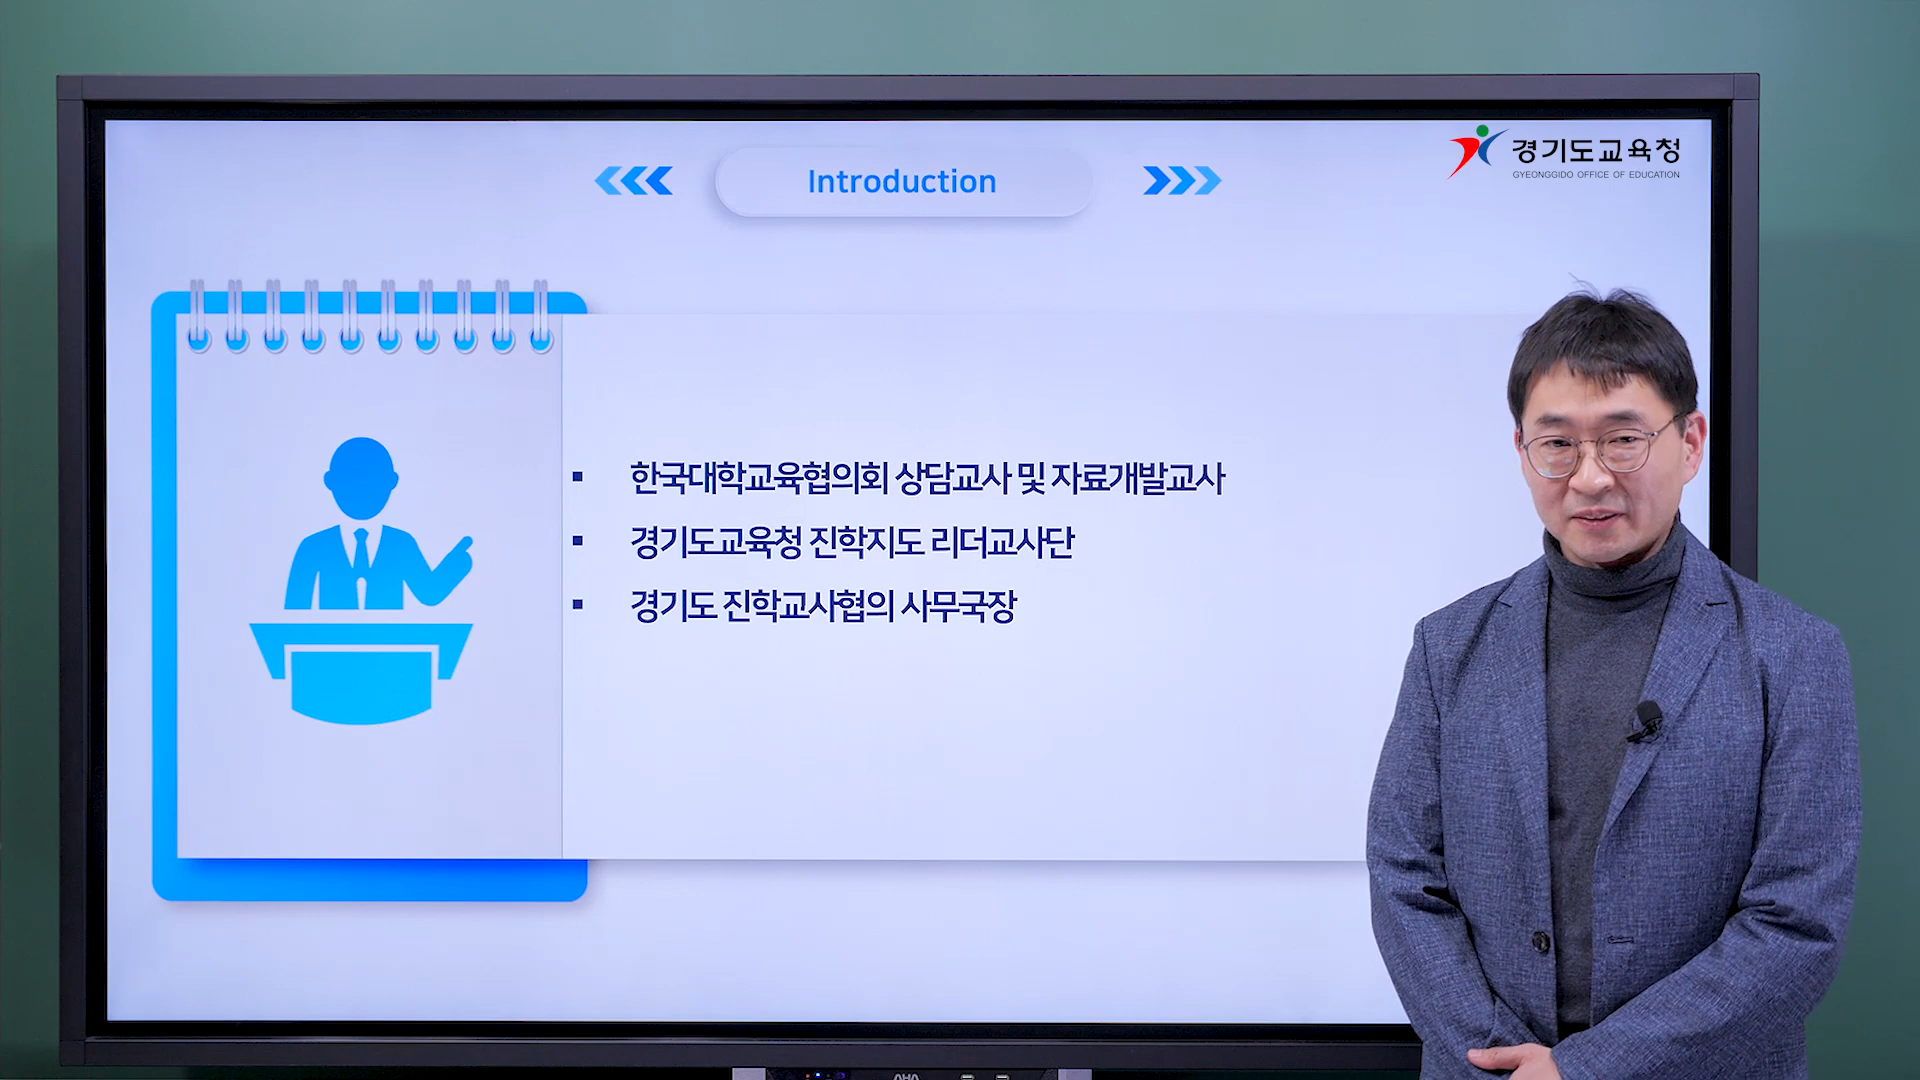 Introduction
경기도교육청
GYEONGGIDO OFFICE OF EDUCATION
한국대학교육협의회 상담교사 및 자료개발교사
경기도교육청 진학지도 리더교사단
경기도 진학교사협의 사무국장
AHA